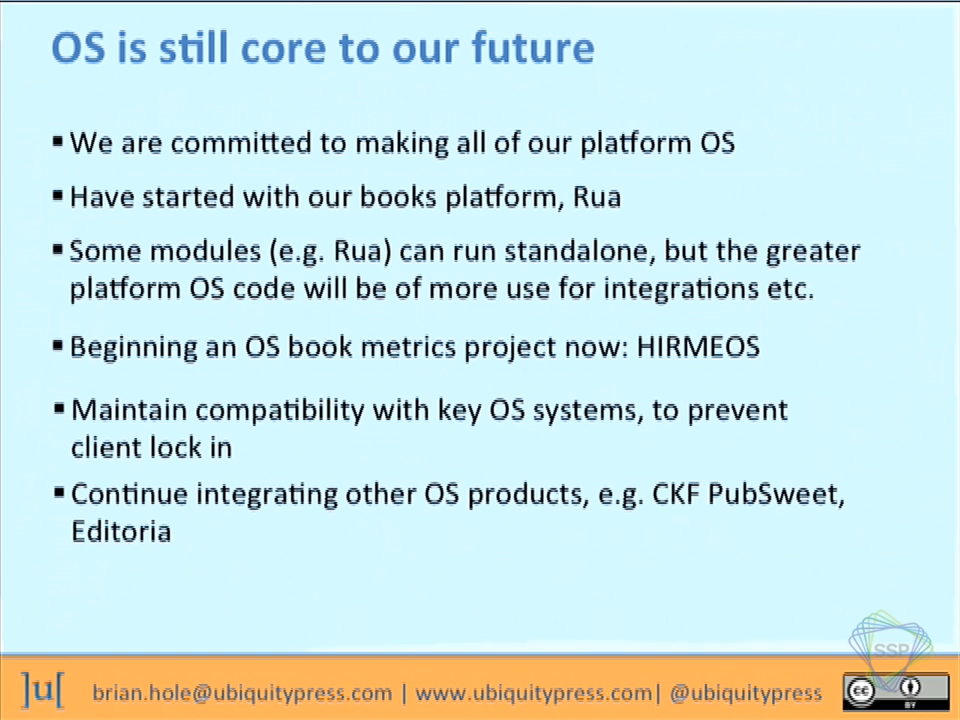 OS is still core to our future
▪ We are committed to making all of our platform OS
▪ Have started with our books platform, Rua
▪ Some modules (e.g. Rua) can run standalone, but the greater
platform OS code will be of more use for integrations etc.
▪ Beginning an OS book metrics project now: HIRMEOS
▪ Maintain compatibility with key OS systems, to prevent
client lock in
▪ Continue integrating other OS products, e.g. CKF PubSweet,
Editoria
SSP
]u[ brian.hole@ubiquitypress.com | www.ubiquitypress.com| @ubiquitypress
cc
BY